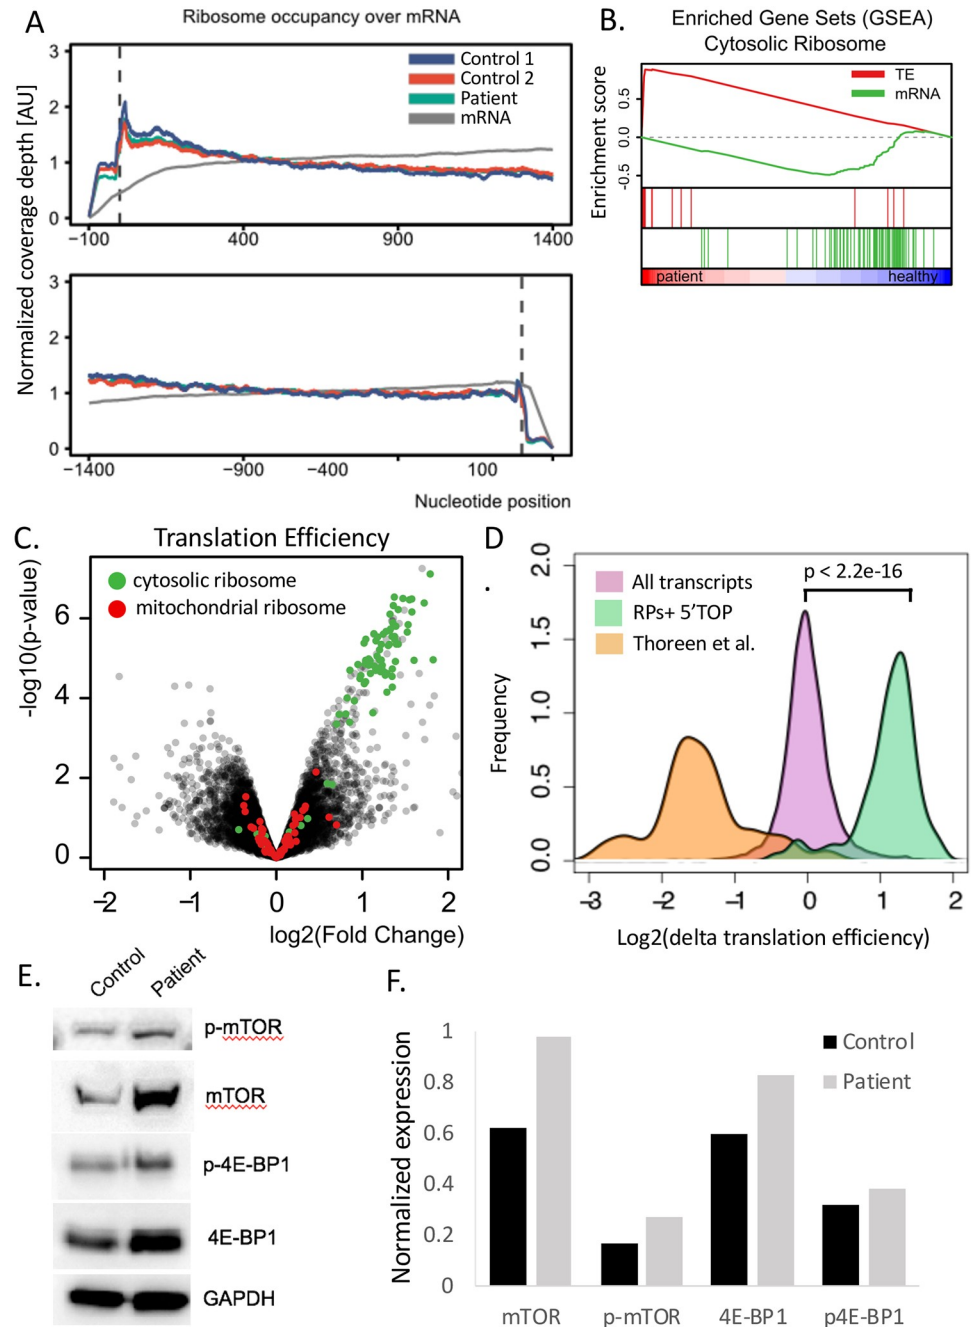 A
Ribosome occupancy over mRNA
Normalized coverage depth [AU]
3
2
1
0
Control 1
Control 2
Patient
mRNA
−100
400
900
1400
3
2
1
0
−1400
−900
−400
100
Nucleotide position
B.
Enriched Gene Sets (GSEA)
Cytosolic Ribosome
Enrichment score
0.5
0.0
-0.5
TE
mRNA
patient
healthy
C.
Translation Efficiency
-log10(p-value)
6
4
2
0
cytosolic ribosome
mitochondrial ribosome
−2
−1
0
1
2
log2(Fold Change)
D
.
Frequency
2.0
1.5
1.0
0.5
0.0
p < 2.2e-16
All transcripts
RPs+ 5’TOP
Thoreen et al.
−3
−2
−1
0
1
2
Log2(delta translation efficiency)
E.
Control
Patient
p-mTOR
mTOR
p-4E-BP1
4E-BP1
GAPDH
F.
Normalized expression
1
0.8
0.6
0.4
0.2
0
Control
Patient
mTOR
p-mTOR
4E-BP1
p4E-BP1